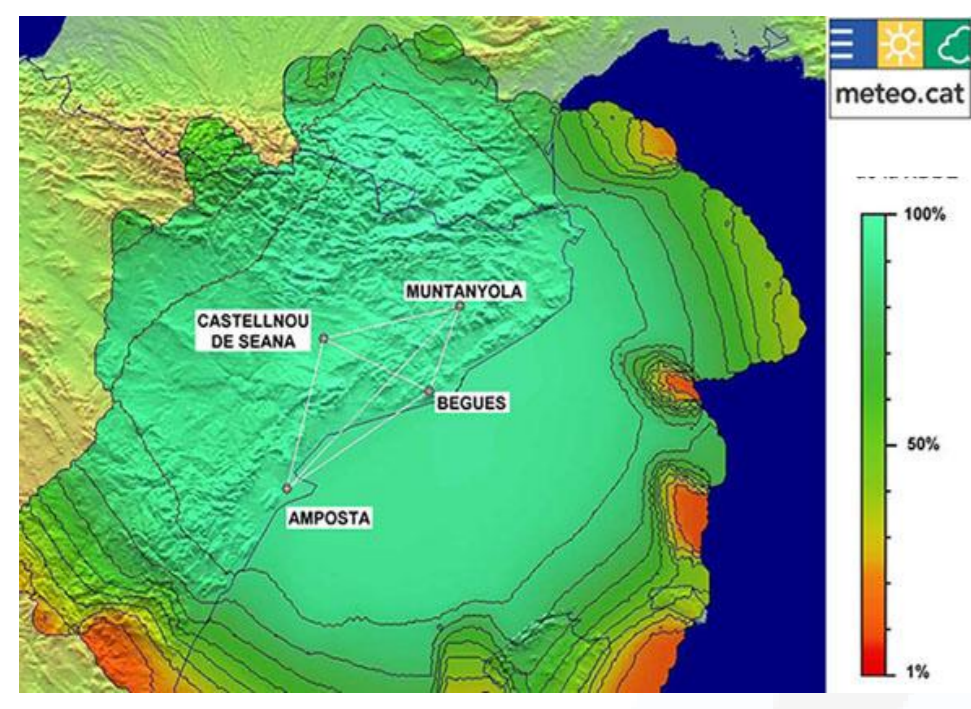 meteo.cat
100%
MUNTANYOLA
CASTELLNOU
DE SEANA
BEGUES
50%
AMPOSTA
1%